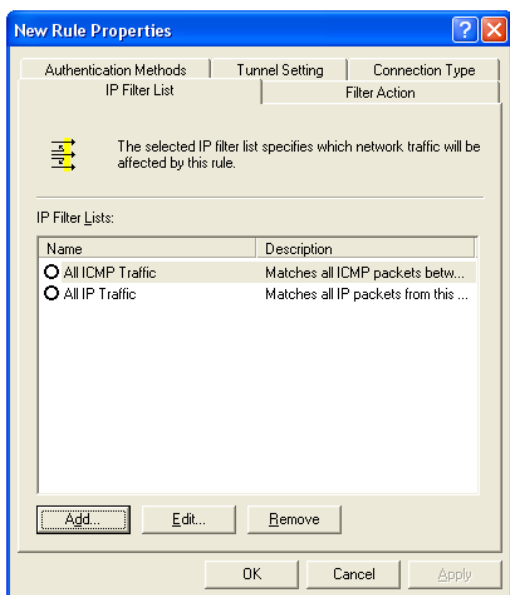 New Rule Properties
Authentication Methods Tunnel Setting Connection Type
IP Filter List Filter Action
The selected IP filter list specifies which network traffic will be
affected by this rule.
IP Filter Lists:
Name Description
All ICMP Traffic Matches all ICMP packets betw...
All IP Traffic Matches all IP packets from this ...
Add... Edit... Remove
OK Cancel Apply